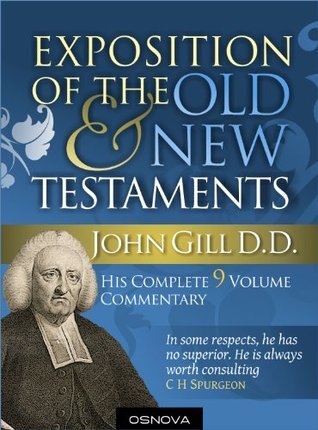 EXPOSITION
OF THE OLD
& NEW
TESTAMENTS
JOHN GILL D.D.
HIS COMPLETE 9 VOLUME
COMMENTARY
In some respects, he has
no superior. He is always
worth consulting
C H SPURGEON
OSNOVA